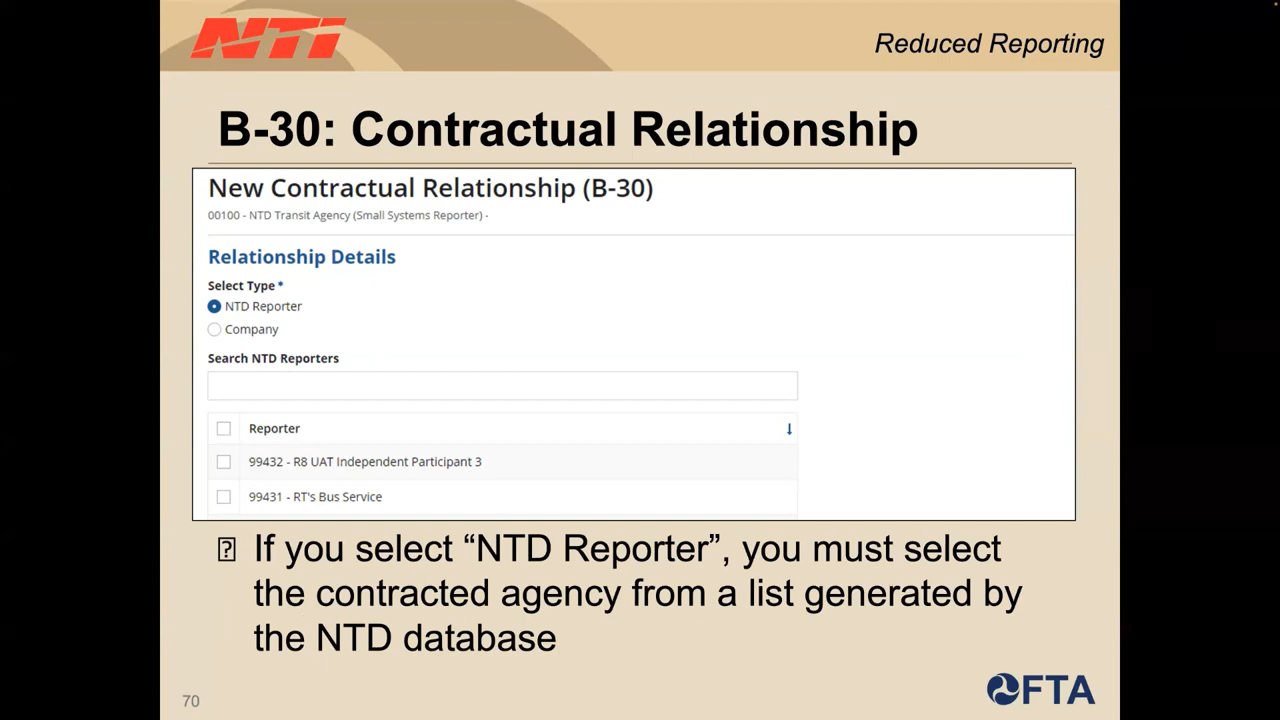 NTI
Reduced Reporting
B-30: Contractual Relationship
New Contractual Relationship (B-30)
00100 - NTD Transit Agency (Small Systems Reporter) -
Relationship Details
Select Type *
NTD Reporter
Company
Search NTD Reporters
Reporter ↓
99432 - R8 UAT Independent Participant 3
99431 - RT's Bus Service
⍰ If you select “NTD Reporter”, you must select
the contracted agency from a list generated by
the NTD database
70
FTA